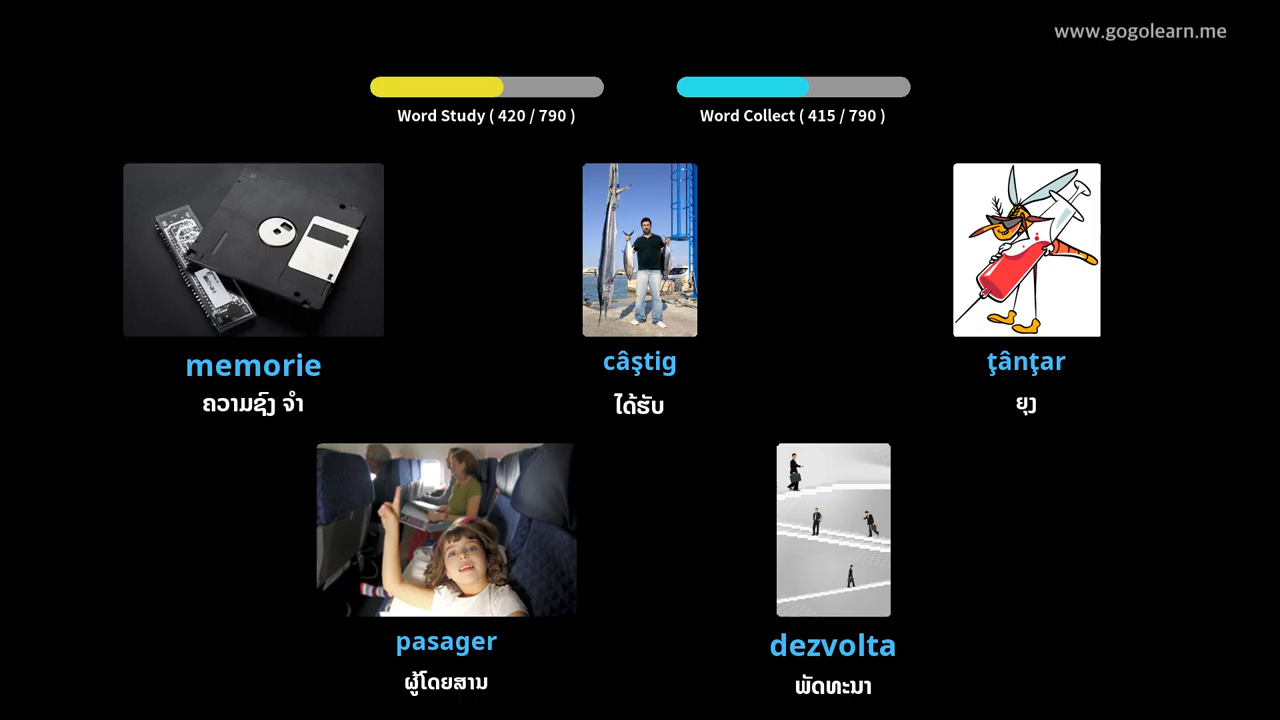 www.gogolearn.me
Word Study ( 420 / 790 )
Word Collect ( 415 / 790 )
memorie
ຄວາມຊົງ ຈຳ
câştig
ໄດ້ຮັບ
ţânţar
ຍຸງ
pasager
ຜູ້ໂດຍສານ
dezvolta
ພັດທະນາ